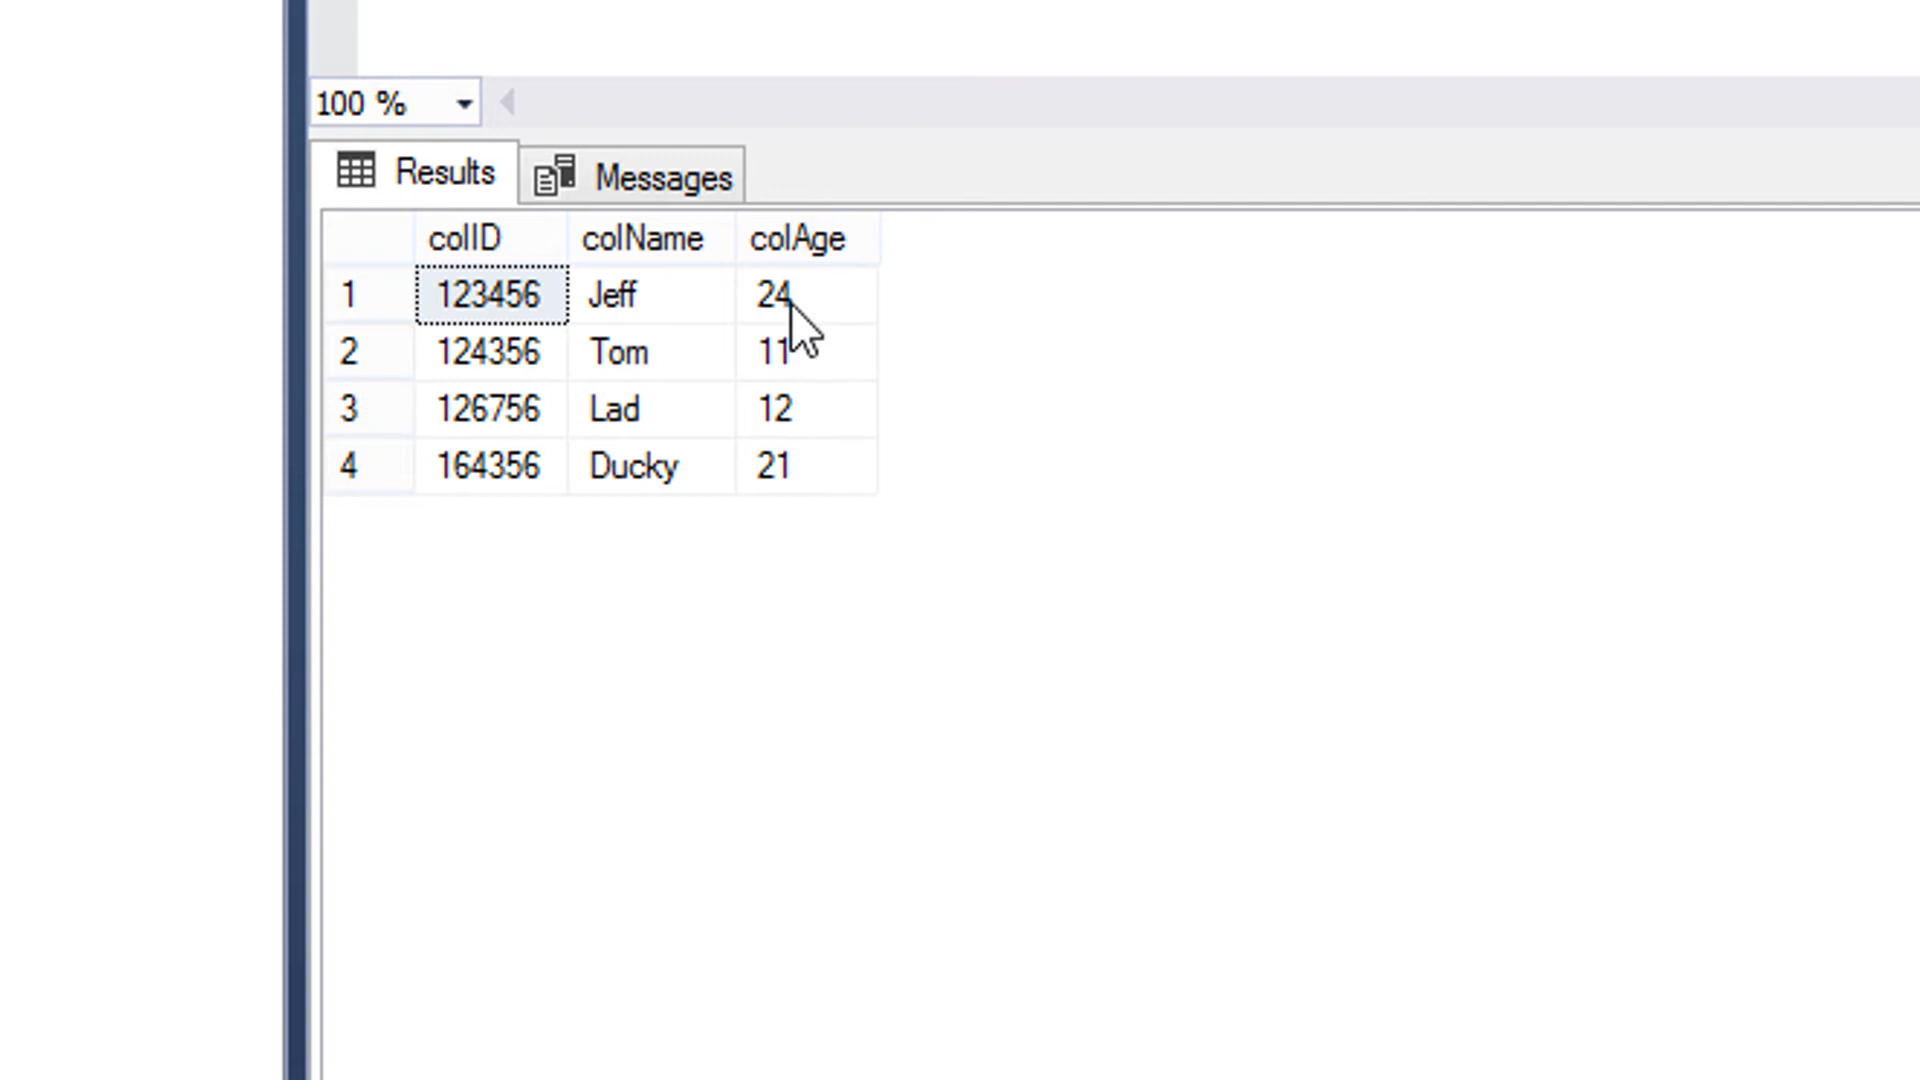 100 %
Results Messages
colID colName colAge
1 123456 Jeff 24
2 124356 Tom 11
3 126756 Lad 12
4 164356 Ducky 21